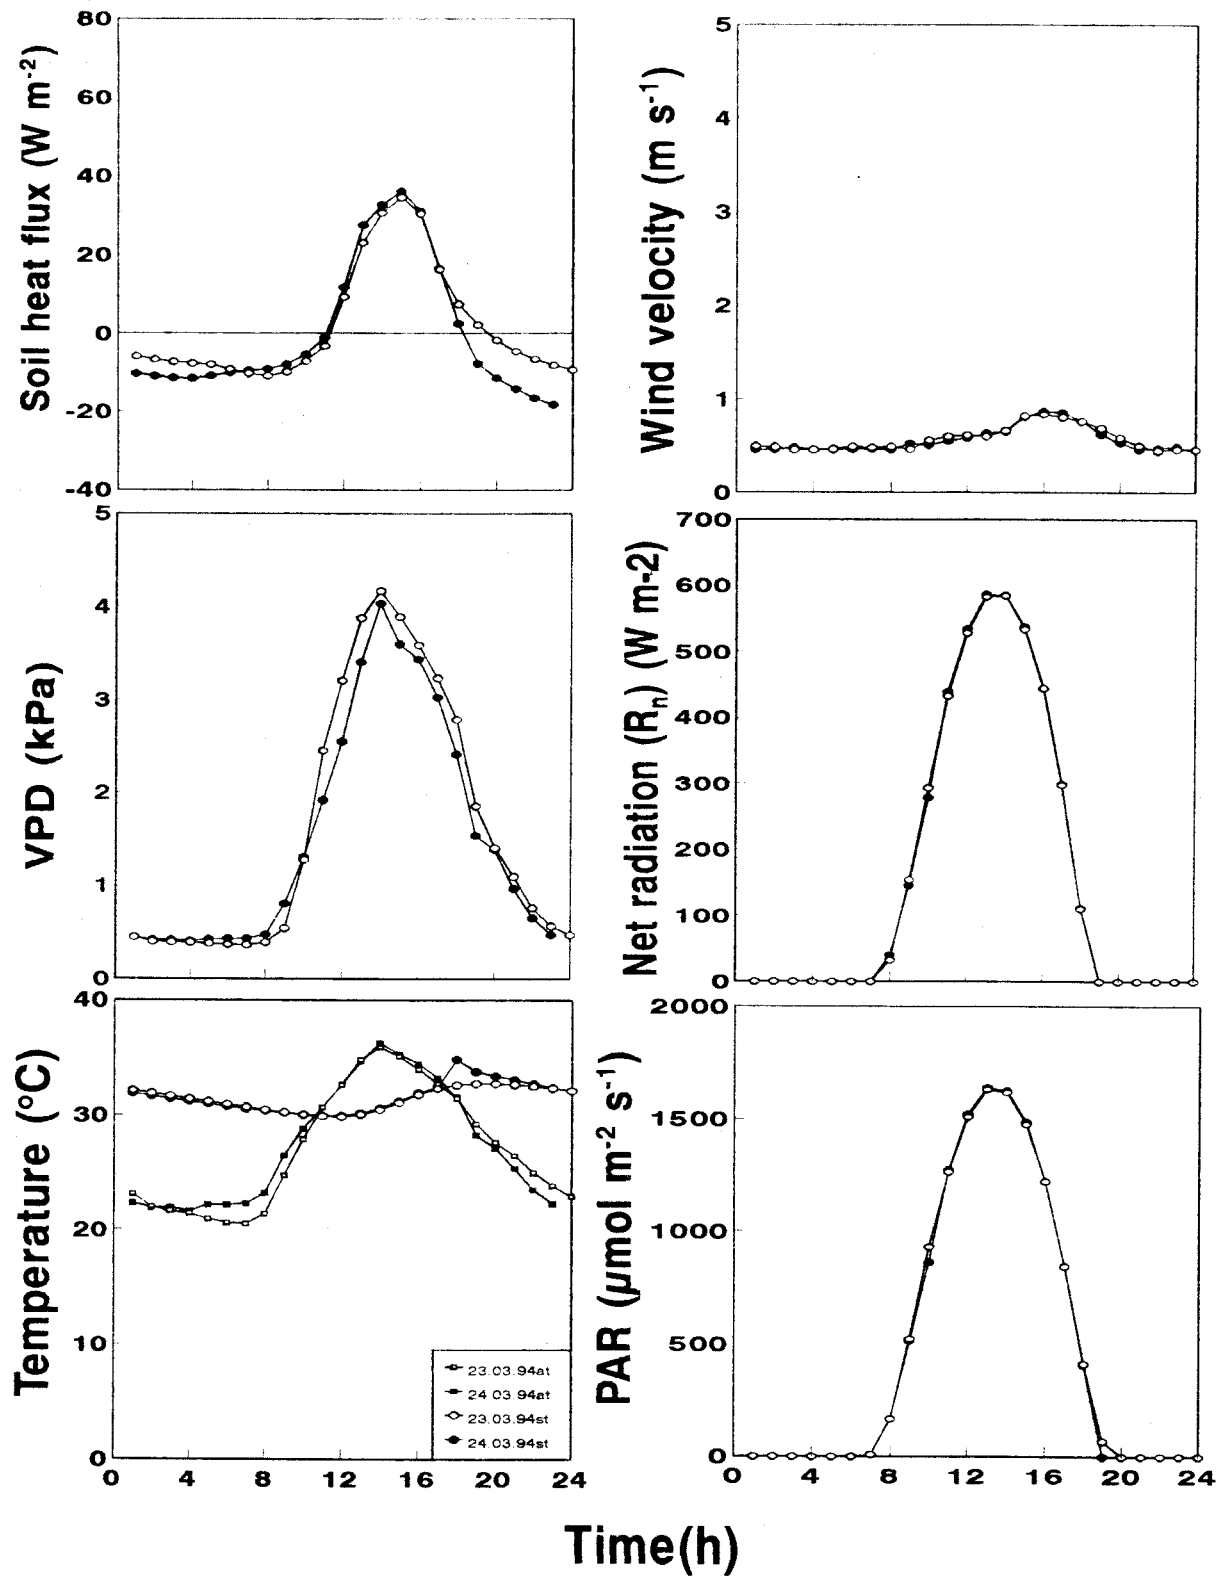 Soil heat flux (W m-2)
80
60
40
20
0
-20
-40
Wind velocity (m s-1)
5
4
3
2
1
0
VPD (kPa)
5
4
3
2
1
0
Net radiation (Rn) (W m-2)
700
600
500
400
300
200
100
0
Temperature (°C)
40
30
20
10
0
23.03.94at
24.03.94at
23.03.94st
24.03.94st
0 4 8 12 16 20 24
PAR (µmol m-2 s-1)
2000
1500
1000
500
0
0 4 8 12 16 20 24
Time(h)